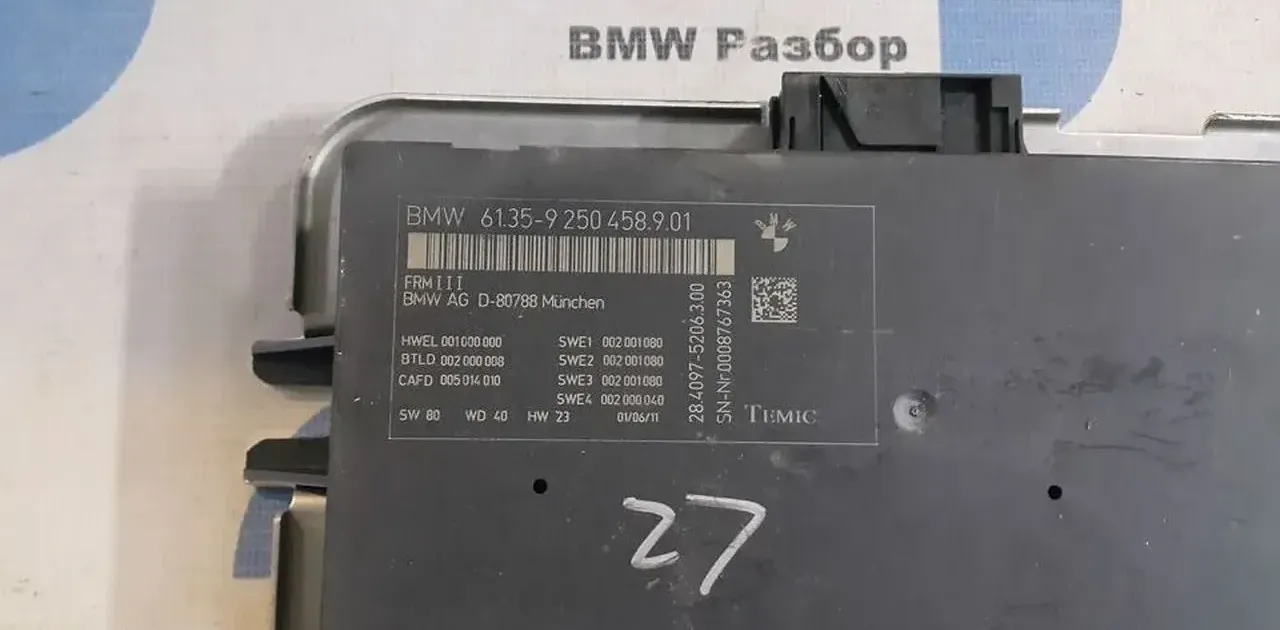 BMW Разбор
BMW 61.35-9 250 458.9.01
BMW
FRMIII
BMW AG D-80788 München
HWEL 001000000 SWE1 002001080
BTLD 002000008 SWE2 002001080
CAFD 005014010 SWE3 002001080
SWE4 002000040
SW 80 WD 40 HW 23 01/06/11
28.4097-5206.3.00
SN-Nr0008767363
TEMIC
27